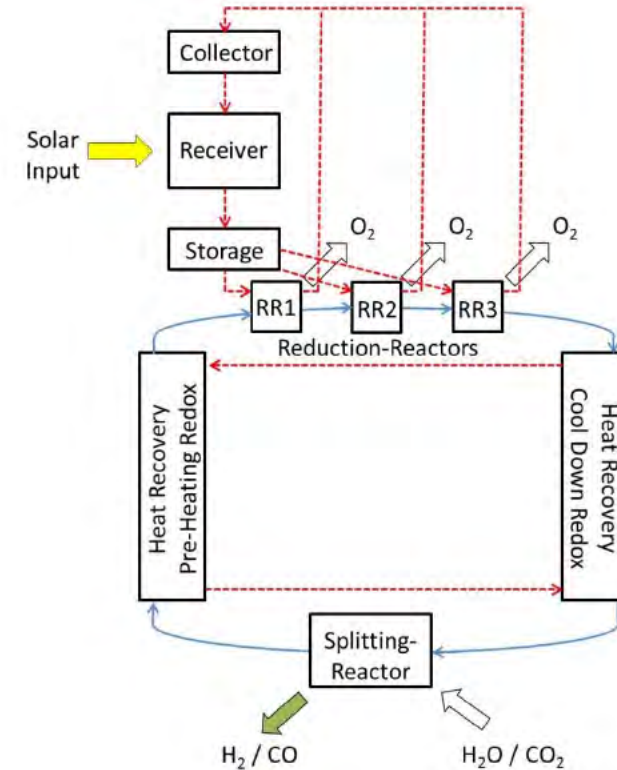 Collector
Solar
Input
Receiver
Storage
O₂
O₂
O₂
RR1
RR2
RR3
Reduction-Reactors
Heat Recovery
Pre-Heating Redox
Heat Recovery
Cool Down Redox
Splitting-
Reactor
H₂ / CO
H₂O / CO₂